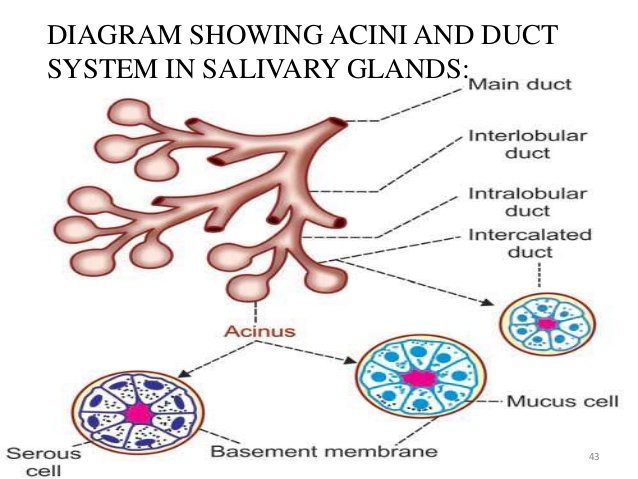 DIAGRAM SHOWING ACINI AND DUCT
SYSTEM IN SALIVARY GLANDS:
Main duct
Interlobular
duct
Intralobular
duct
Intercalated
duct
Acinus
Mucus cell
Basement membrane
Serous
cell
43